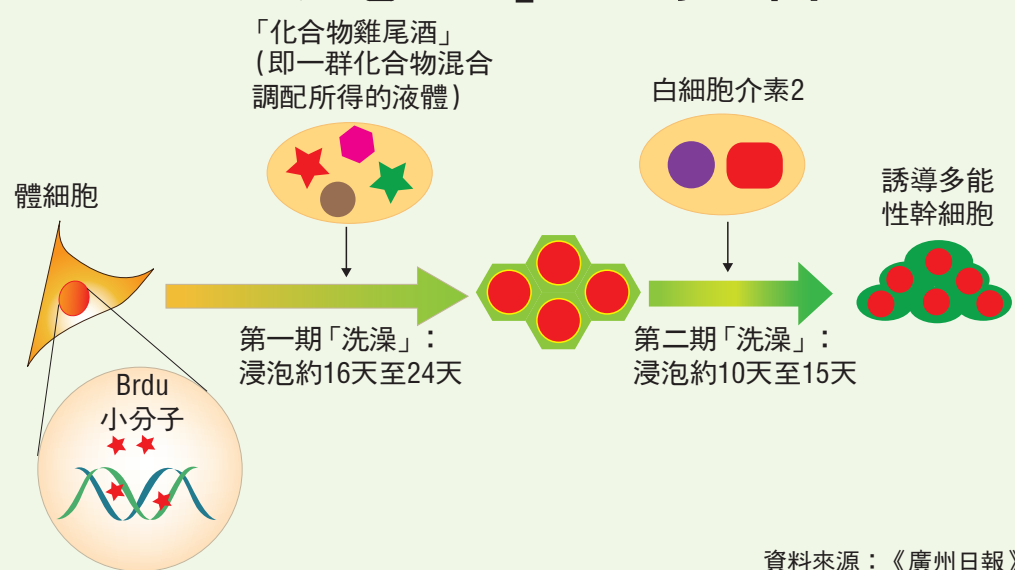 「化合物雞尾酒」
(即一群化合物混合
調配所得的液體)
白細胞介素2
體細胞
誘導多能
性幹細胞
第一期「洗澡」：
浸泡約16天至24天
第二期「洗澡」：
浸泡約10天至15天
Brdu
小分子
資料來源：《廣州日報》